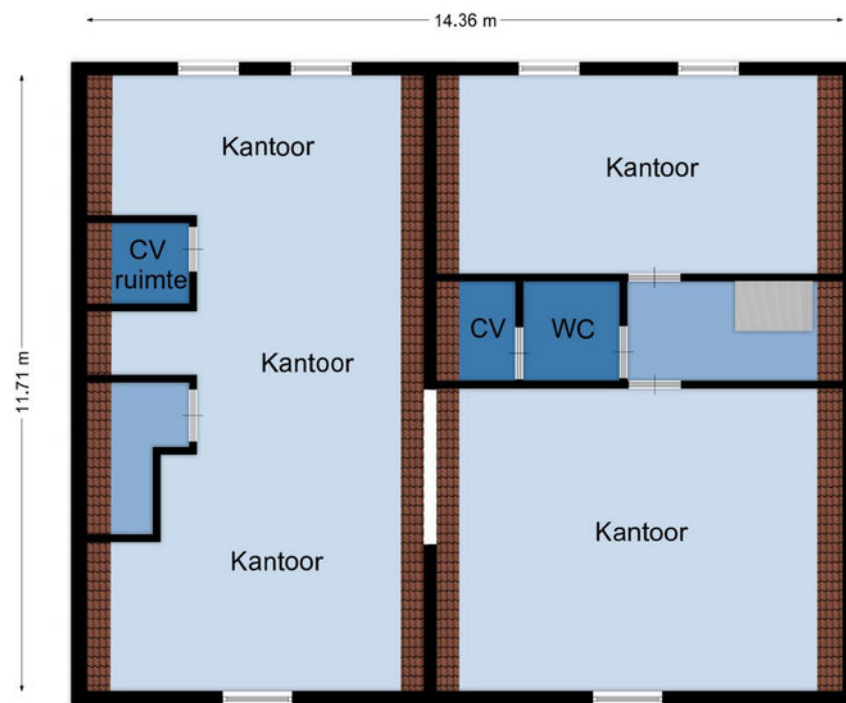 14.36 m
Kantoor
Kantoor
CV
ruimte
CV
WC
Kantoor
11.71 m
Kantoor
Kantoor